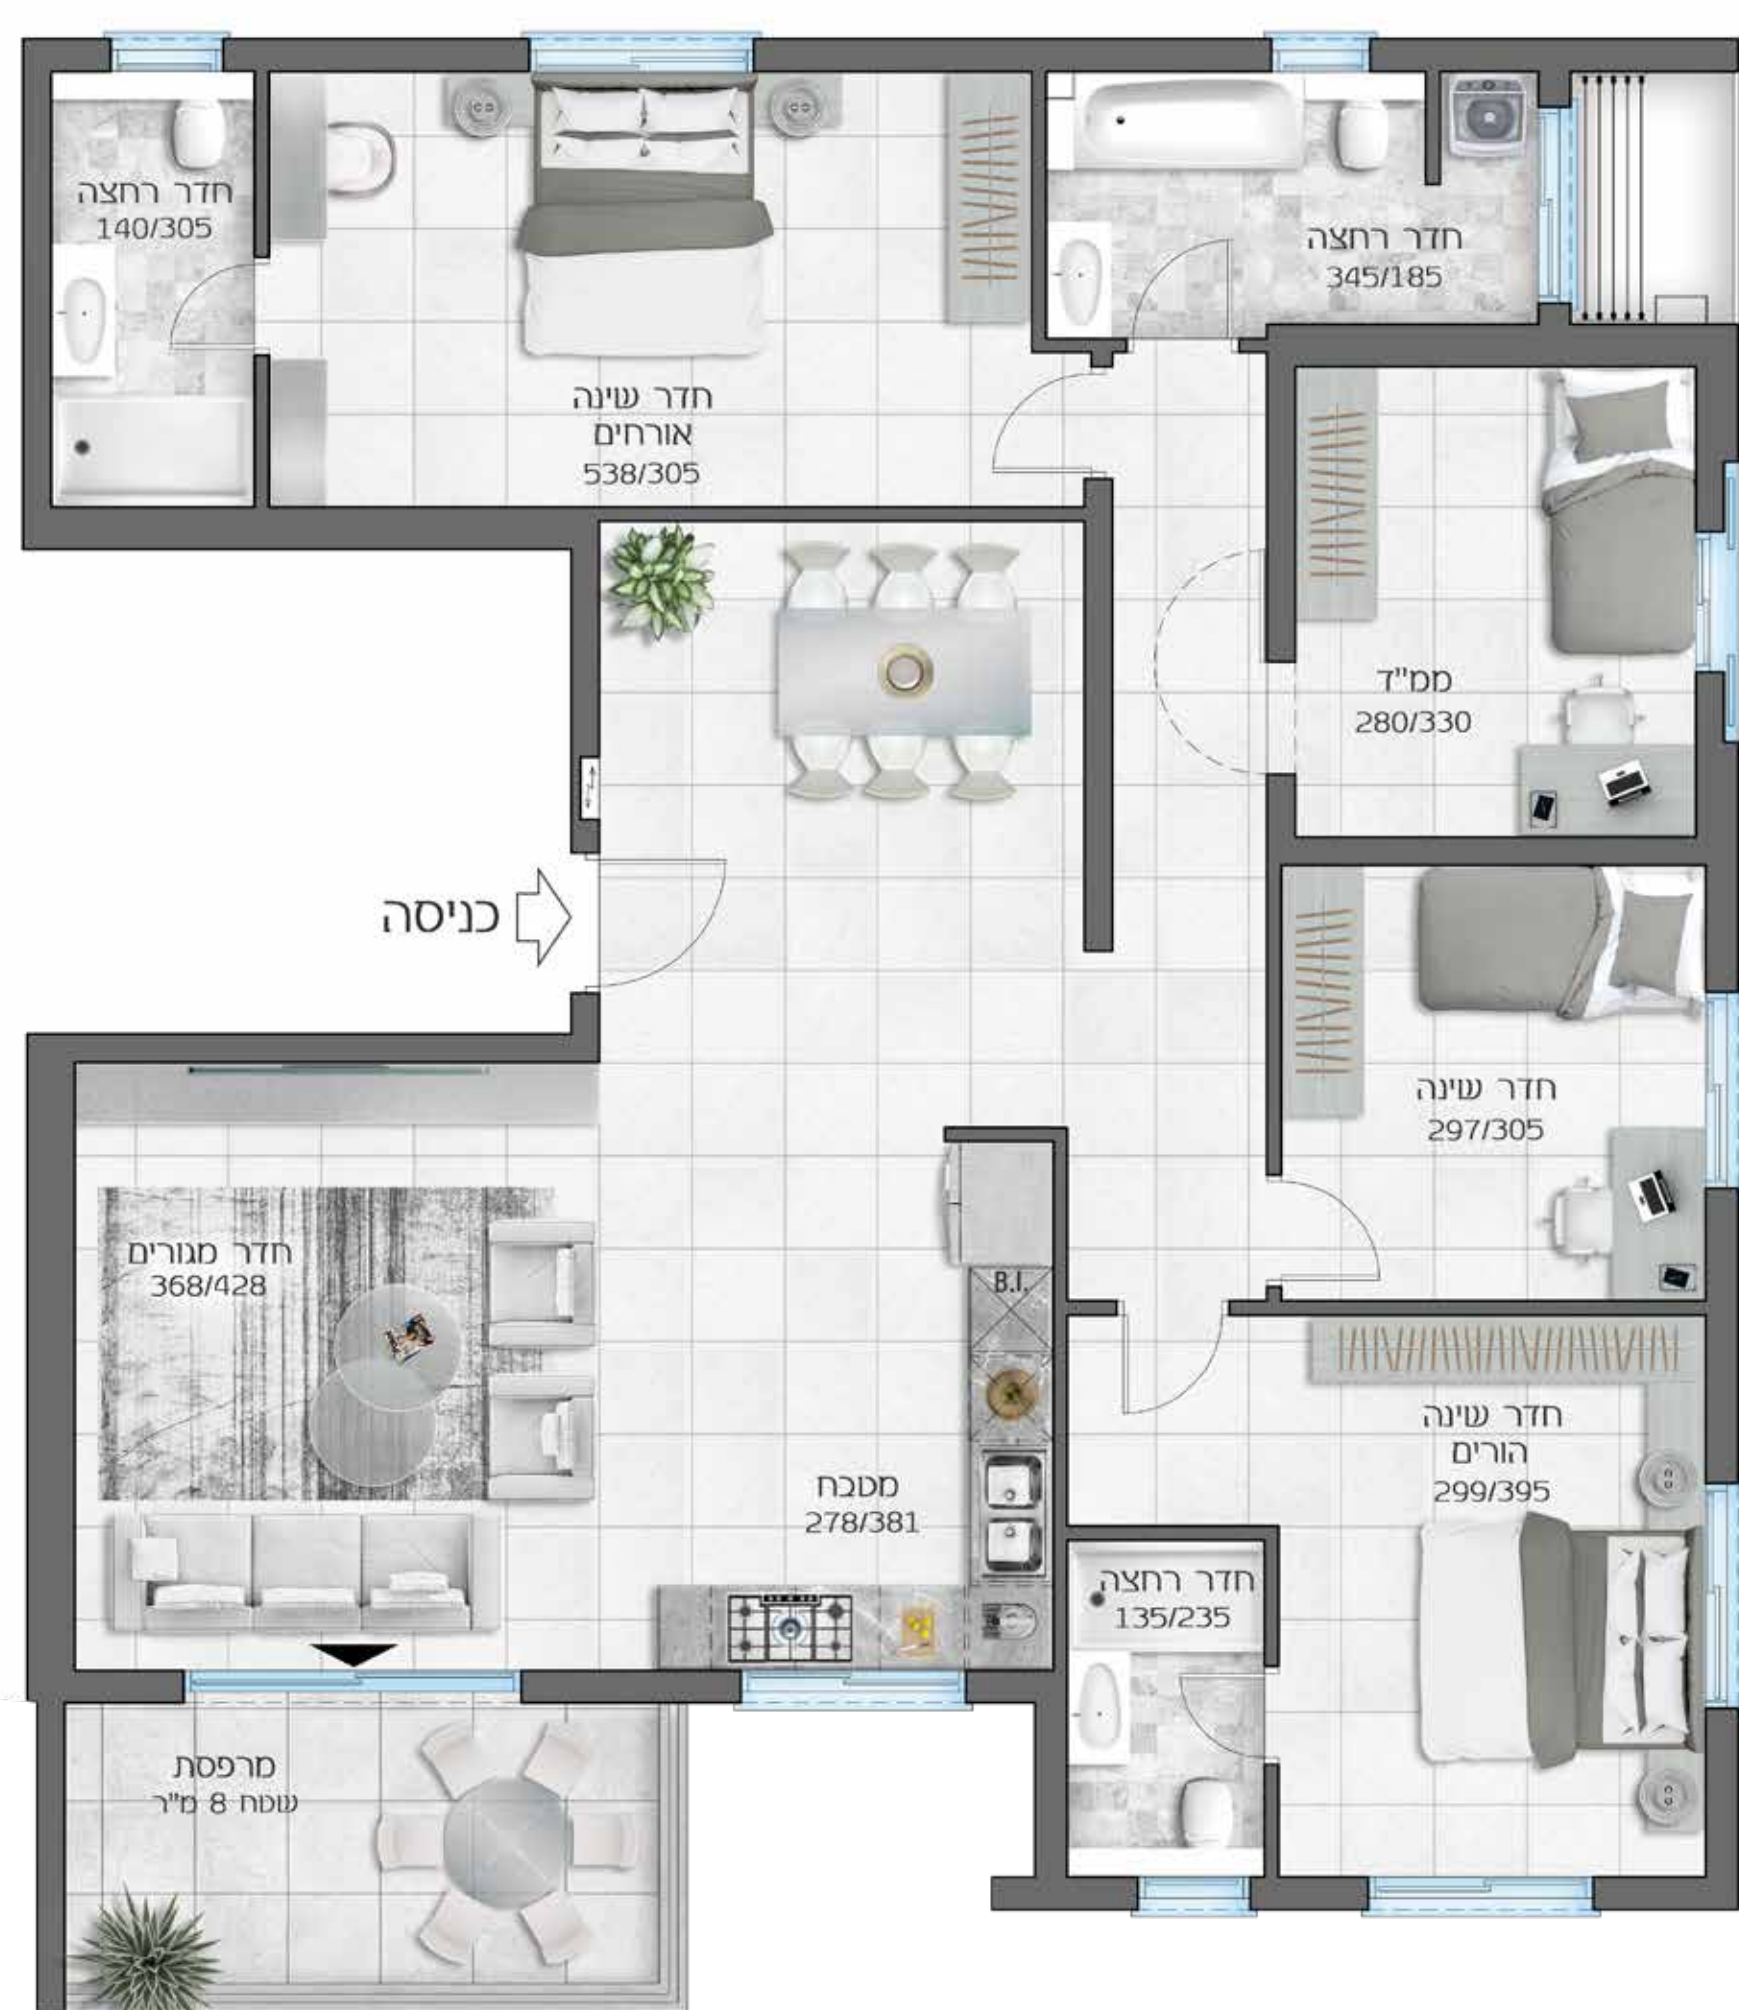 חדר רחצה
140/305
חדר שינה
אורחים
538/305
חדר רחצה
345/185
ממ"ד
280/330
כניסה
חדר שינה
297/305
חדר מגורים
368/428
B.I.
מטבח
278/381
חדר שינה
הורים
299/395
חדר רחצה
135/235
מרפסת
שטח 8 מ"ר